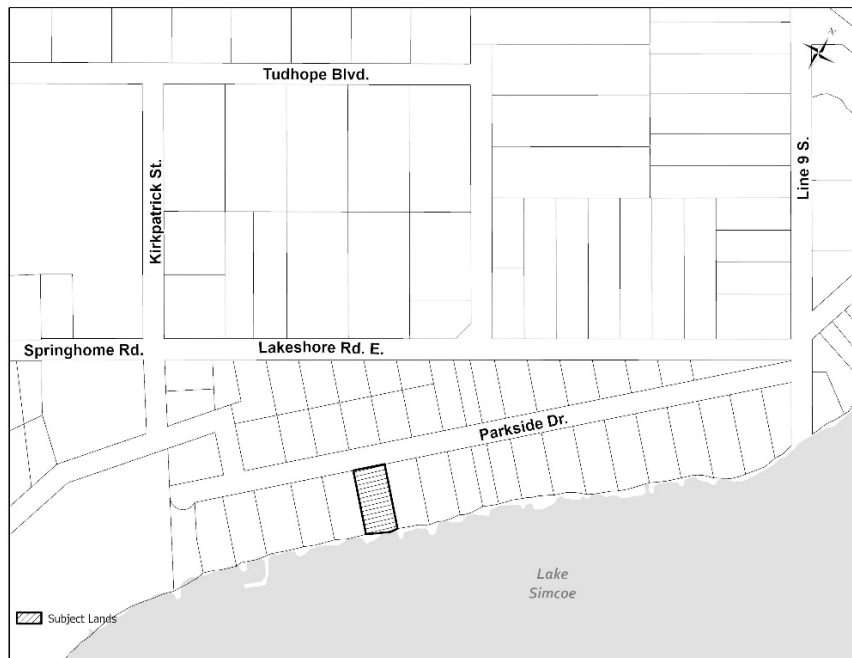 N
Tudhope Blvd.
Kirkpatrick St.
Line 9 S.
Springhome Rd.
Lakeshore Rd. E.
Parkside Dr.
Lake
Simcoe
Subject Lands